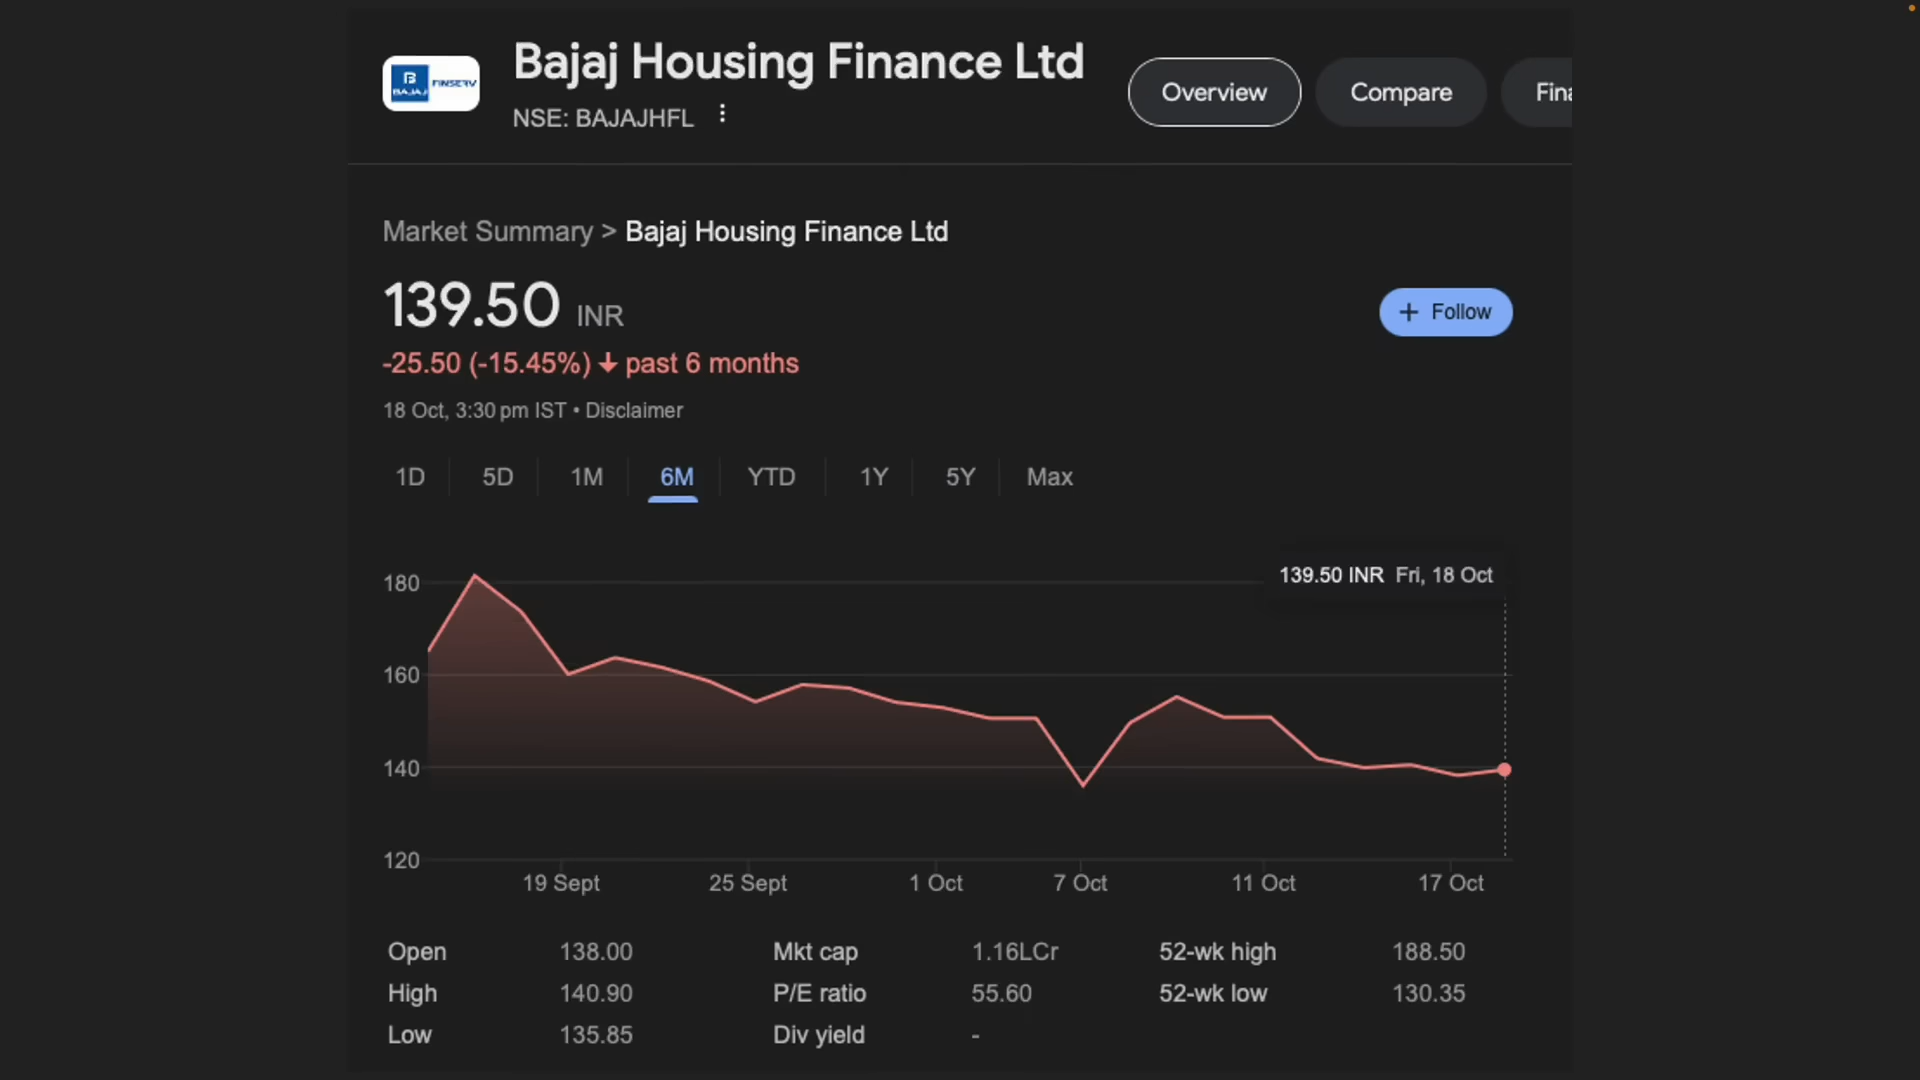 B
BAJAJ
FINSERV
Bajaj Housing Finance Ltd
NSE: BAJAJHFL
Overview
Compare
Fina
Market Summary > Bajaj Housing Finance Ltd
139.50 INR
+ Follow
-25.50 (-15.45%) ↓ past 6 months
18 Oct, 3:30 pm IST • Disclaimer
1D 5D 1M 6M YTD 1Y 5Y Max
139.50 INR Fri, 18 Oct
180
160
140
120
19 Sept 25 Sept 1 Oct 7 Oct 11 Oct 17 Oct
Open 138.00 Mkt cap 1.16LCr 52-wk high 188.50
High 140.90 P/E ratio 55.60 52-wk low 130.35
Low 135.85 Div yield -